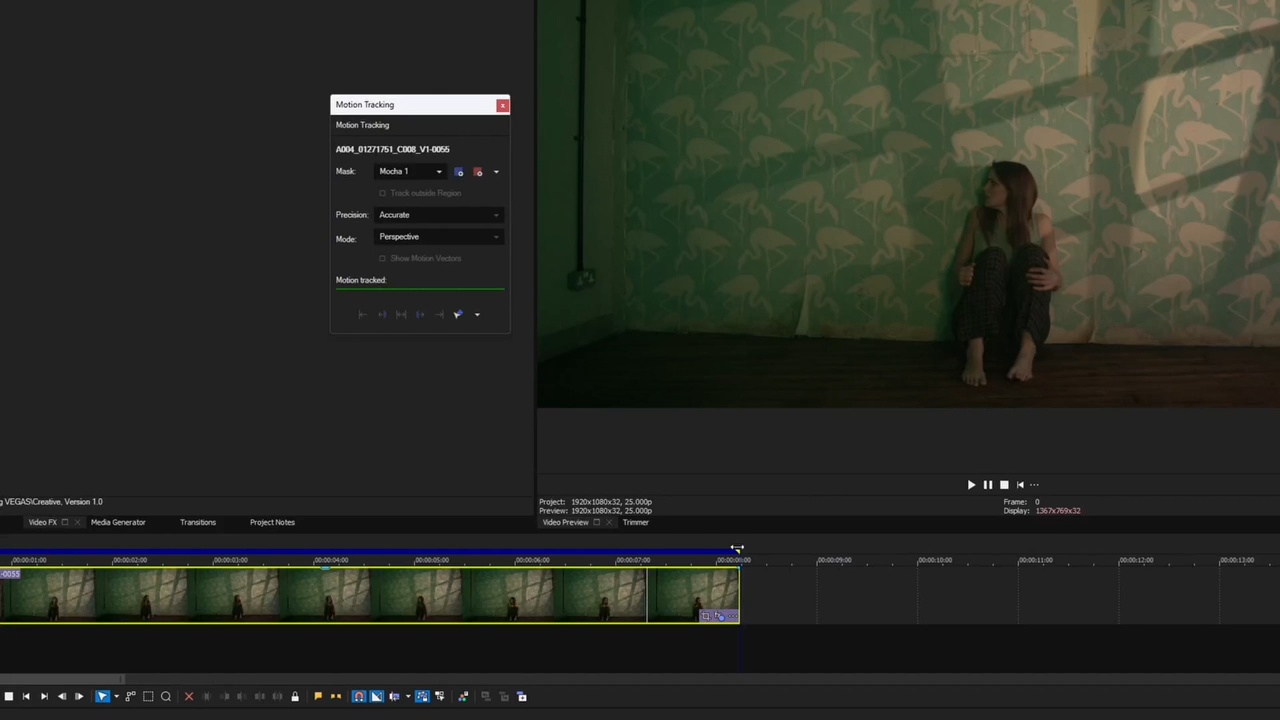 Motion Tracking
Motion Tracking
A004_01271751_C008_V1-0055
Mask: Mocha 1
Track outside Region
Precision: Accurate
Mode: Perspective
Show Motion Vectors
Motion tracked:
g VEGAS\Creative, Version 1.0
Video FX
Media Generator
Transitions
Project Notes
Project: 1920x1080x32, 25.000p
Preview: 1920x1080x32, 25.000p
Video Preview
Trimmer
Frame: 0
Display: 1367x769x32
00:00:01:00 00:00:02:00 00:00:03:00 00:00:04:00 00:00:05:00 00:00:06:00 00:00:07:00 00:00:08:00 00:00:09:00 00:00:10:00 00:00:11:00 00:00:12:00 00:00:13:00
-0055